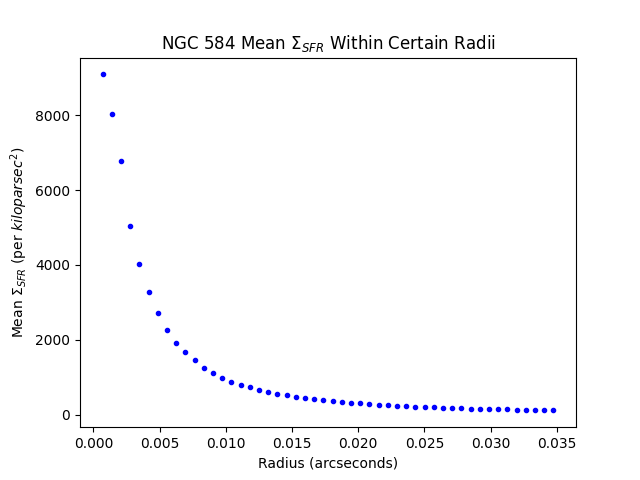 NGC 584 Mean Σ_SFR Within Certain Radii
Mean Σ_SFR (per kiloparsec²)
8000
6000
4000
2000
0
0.000 0.005 0.010 0.015 0.020 0.025 0.030 0.035
Radius (arcseconds)